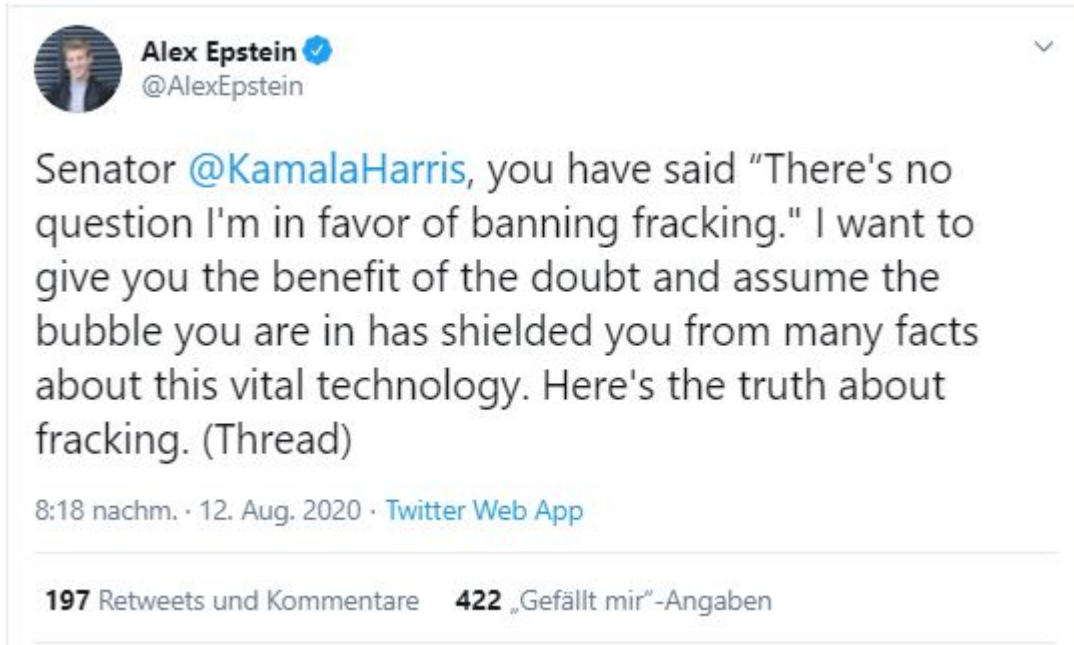 Alex Epstein
@AlexEpstein
Senator @KamalaHarris, you have said “There's no
question I'm in favor of banning fracking." I want to
give you the benefit of the doubt and assume the
bubble you are in has shielded you from many facts
about this vital technology. Here's the truth about
fracking. (Thread)
8:18 nachm. · 12. Aug. 2020 · Twitter Web App
197 Retweets und Kommentare 422 „Gefällt mir“-Angaben